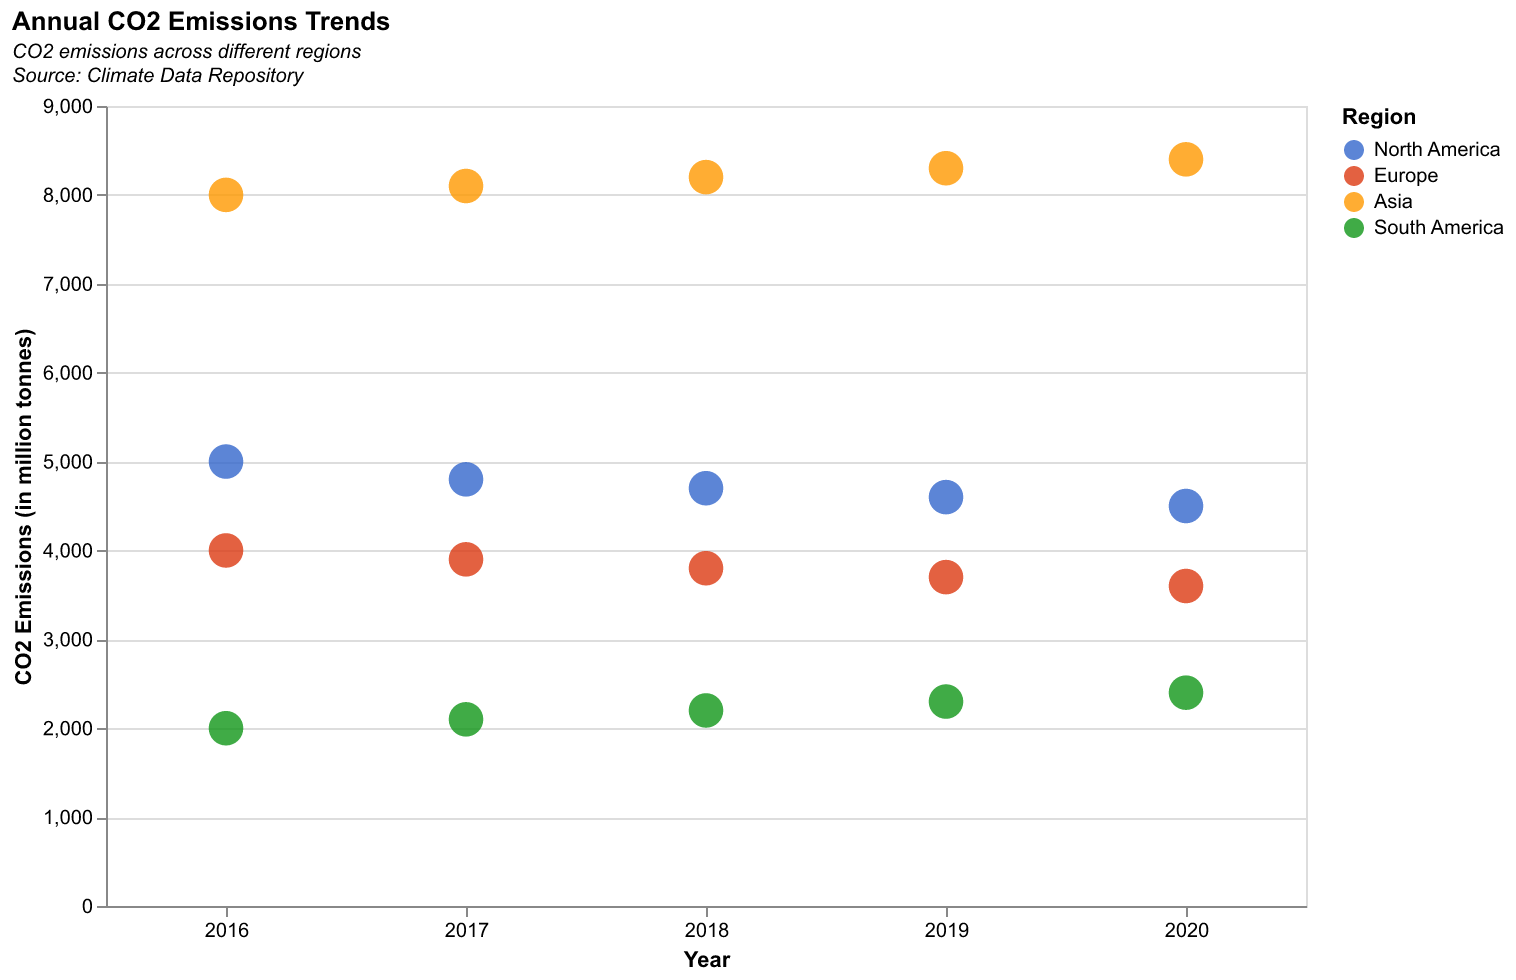 Annual CO2 Emissions Trends
CO2 emissions across different regions
Source: Climate Data Repository
9,000
8,000
7,000
6,000
5,000
4,000
3,000
2,000
1,000
0
CO2 Emissions (in million tonnes)
2016 2017 2018 2019 2020
Year
Region
North America
Europe
Asia
South America